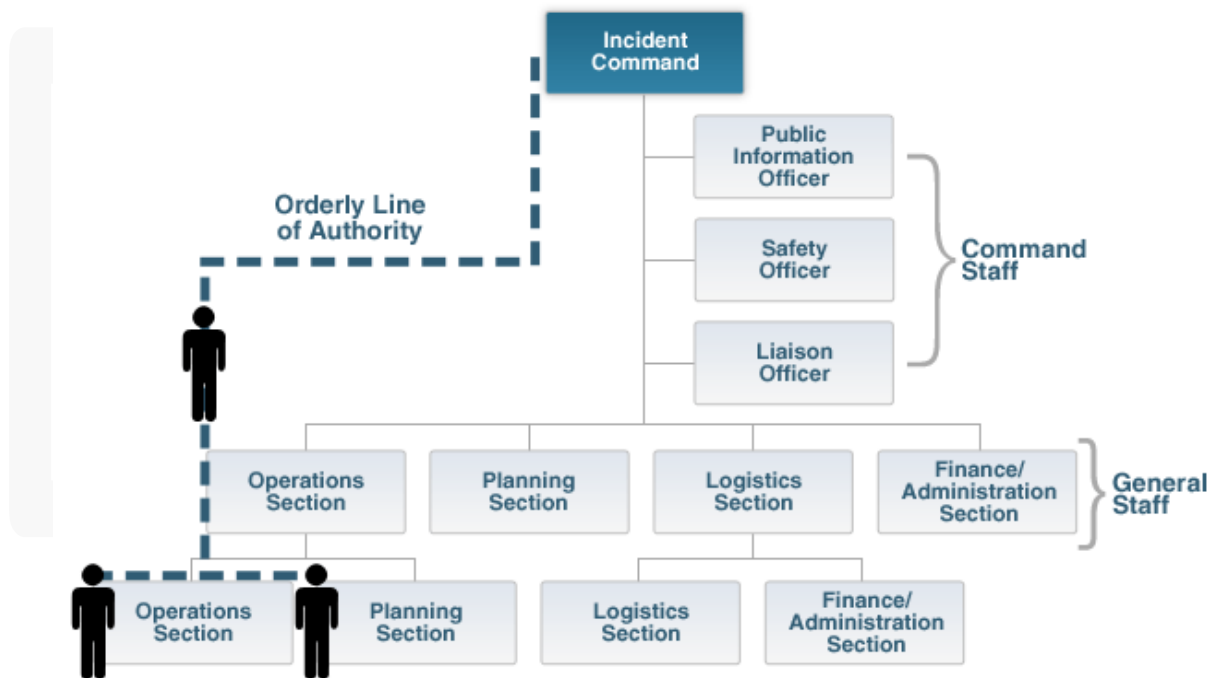 Incident
Command
Public
Information
Officer
Orderly Line
of Authority
Safety
Officer
Command
Staff
Liaison
Officer
Operations
Section
Planning
Section
Logistics
Section
Finance/
Administration
Section
General
Staff
Operations
Section
Planning
Section
Logistics
Section
Finance/
Administration
Section